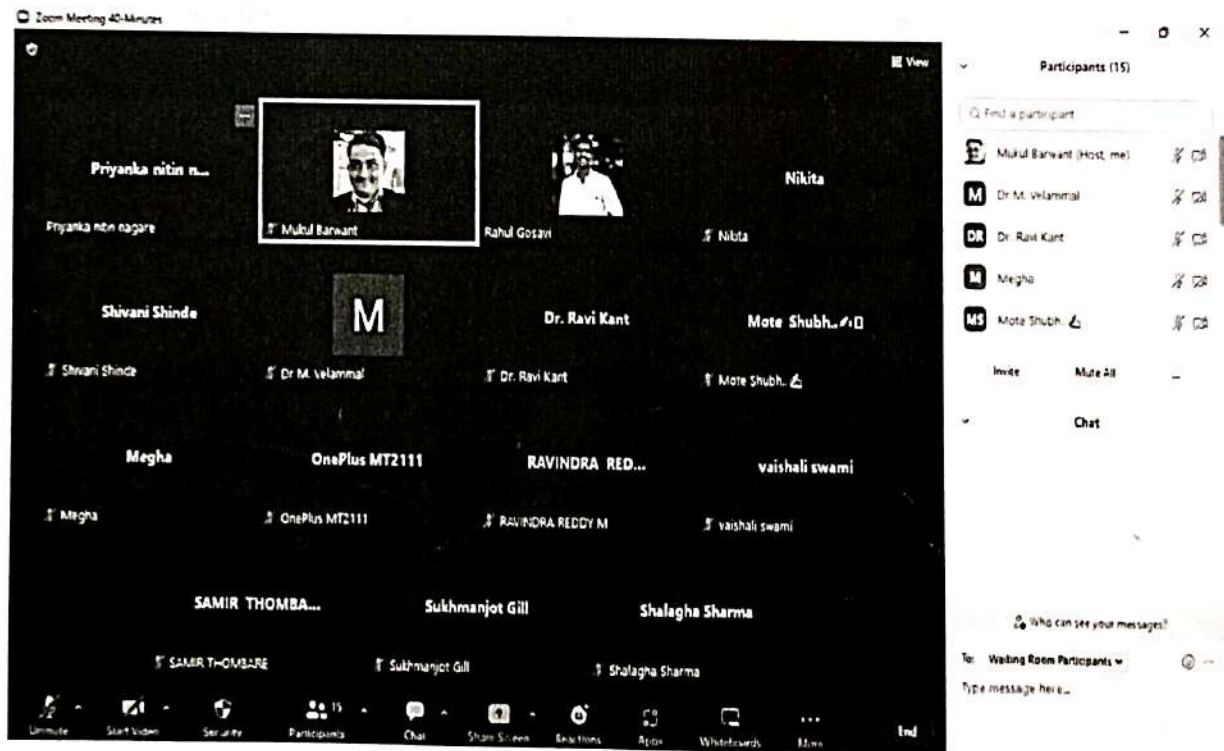 Zoom Meeting 40-Minutes
View
Priyanka nitin n...
Nikita
Priyanka nitin nagare
Mukul Barwant
Rahul Gosavi
Nikita
Shivani Shinde
M
Dr. Ravi Kant
Mote Shubh..
Shivani Shinde
Dr M. Velammal
Dr. Ravi Kant
Mote Shubh..
Megha
OnePlus MT2111
RAVINDRA RED...
vaishali swami
Megha
OnePlus MT2111
RAVINDRA REDDY M
vaishali swami
SAMIR THOMBA...
Sukhmanjot Gill
Shalagha Sharma
SAMIR THOMBARE
Sukhmanjot Gill
Shalagha Sharma
15
Unmute
Start Video
Security
Participants
Chat
Share Screen
Reactions
Apps
Whiteboards
More
End
Participants (15)
Find a participant
Mukul Barwant (Host, me)
M
Dr M. Velammal
DR
Dr. Ravi Kant
M
Megha
MS
Mote Shubh..
Invite
Mute All
...
Chat
Who can see your messages?
To: Waiting Room Participants
Type message here...